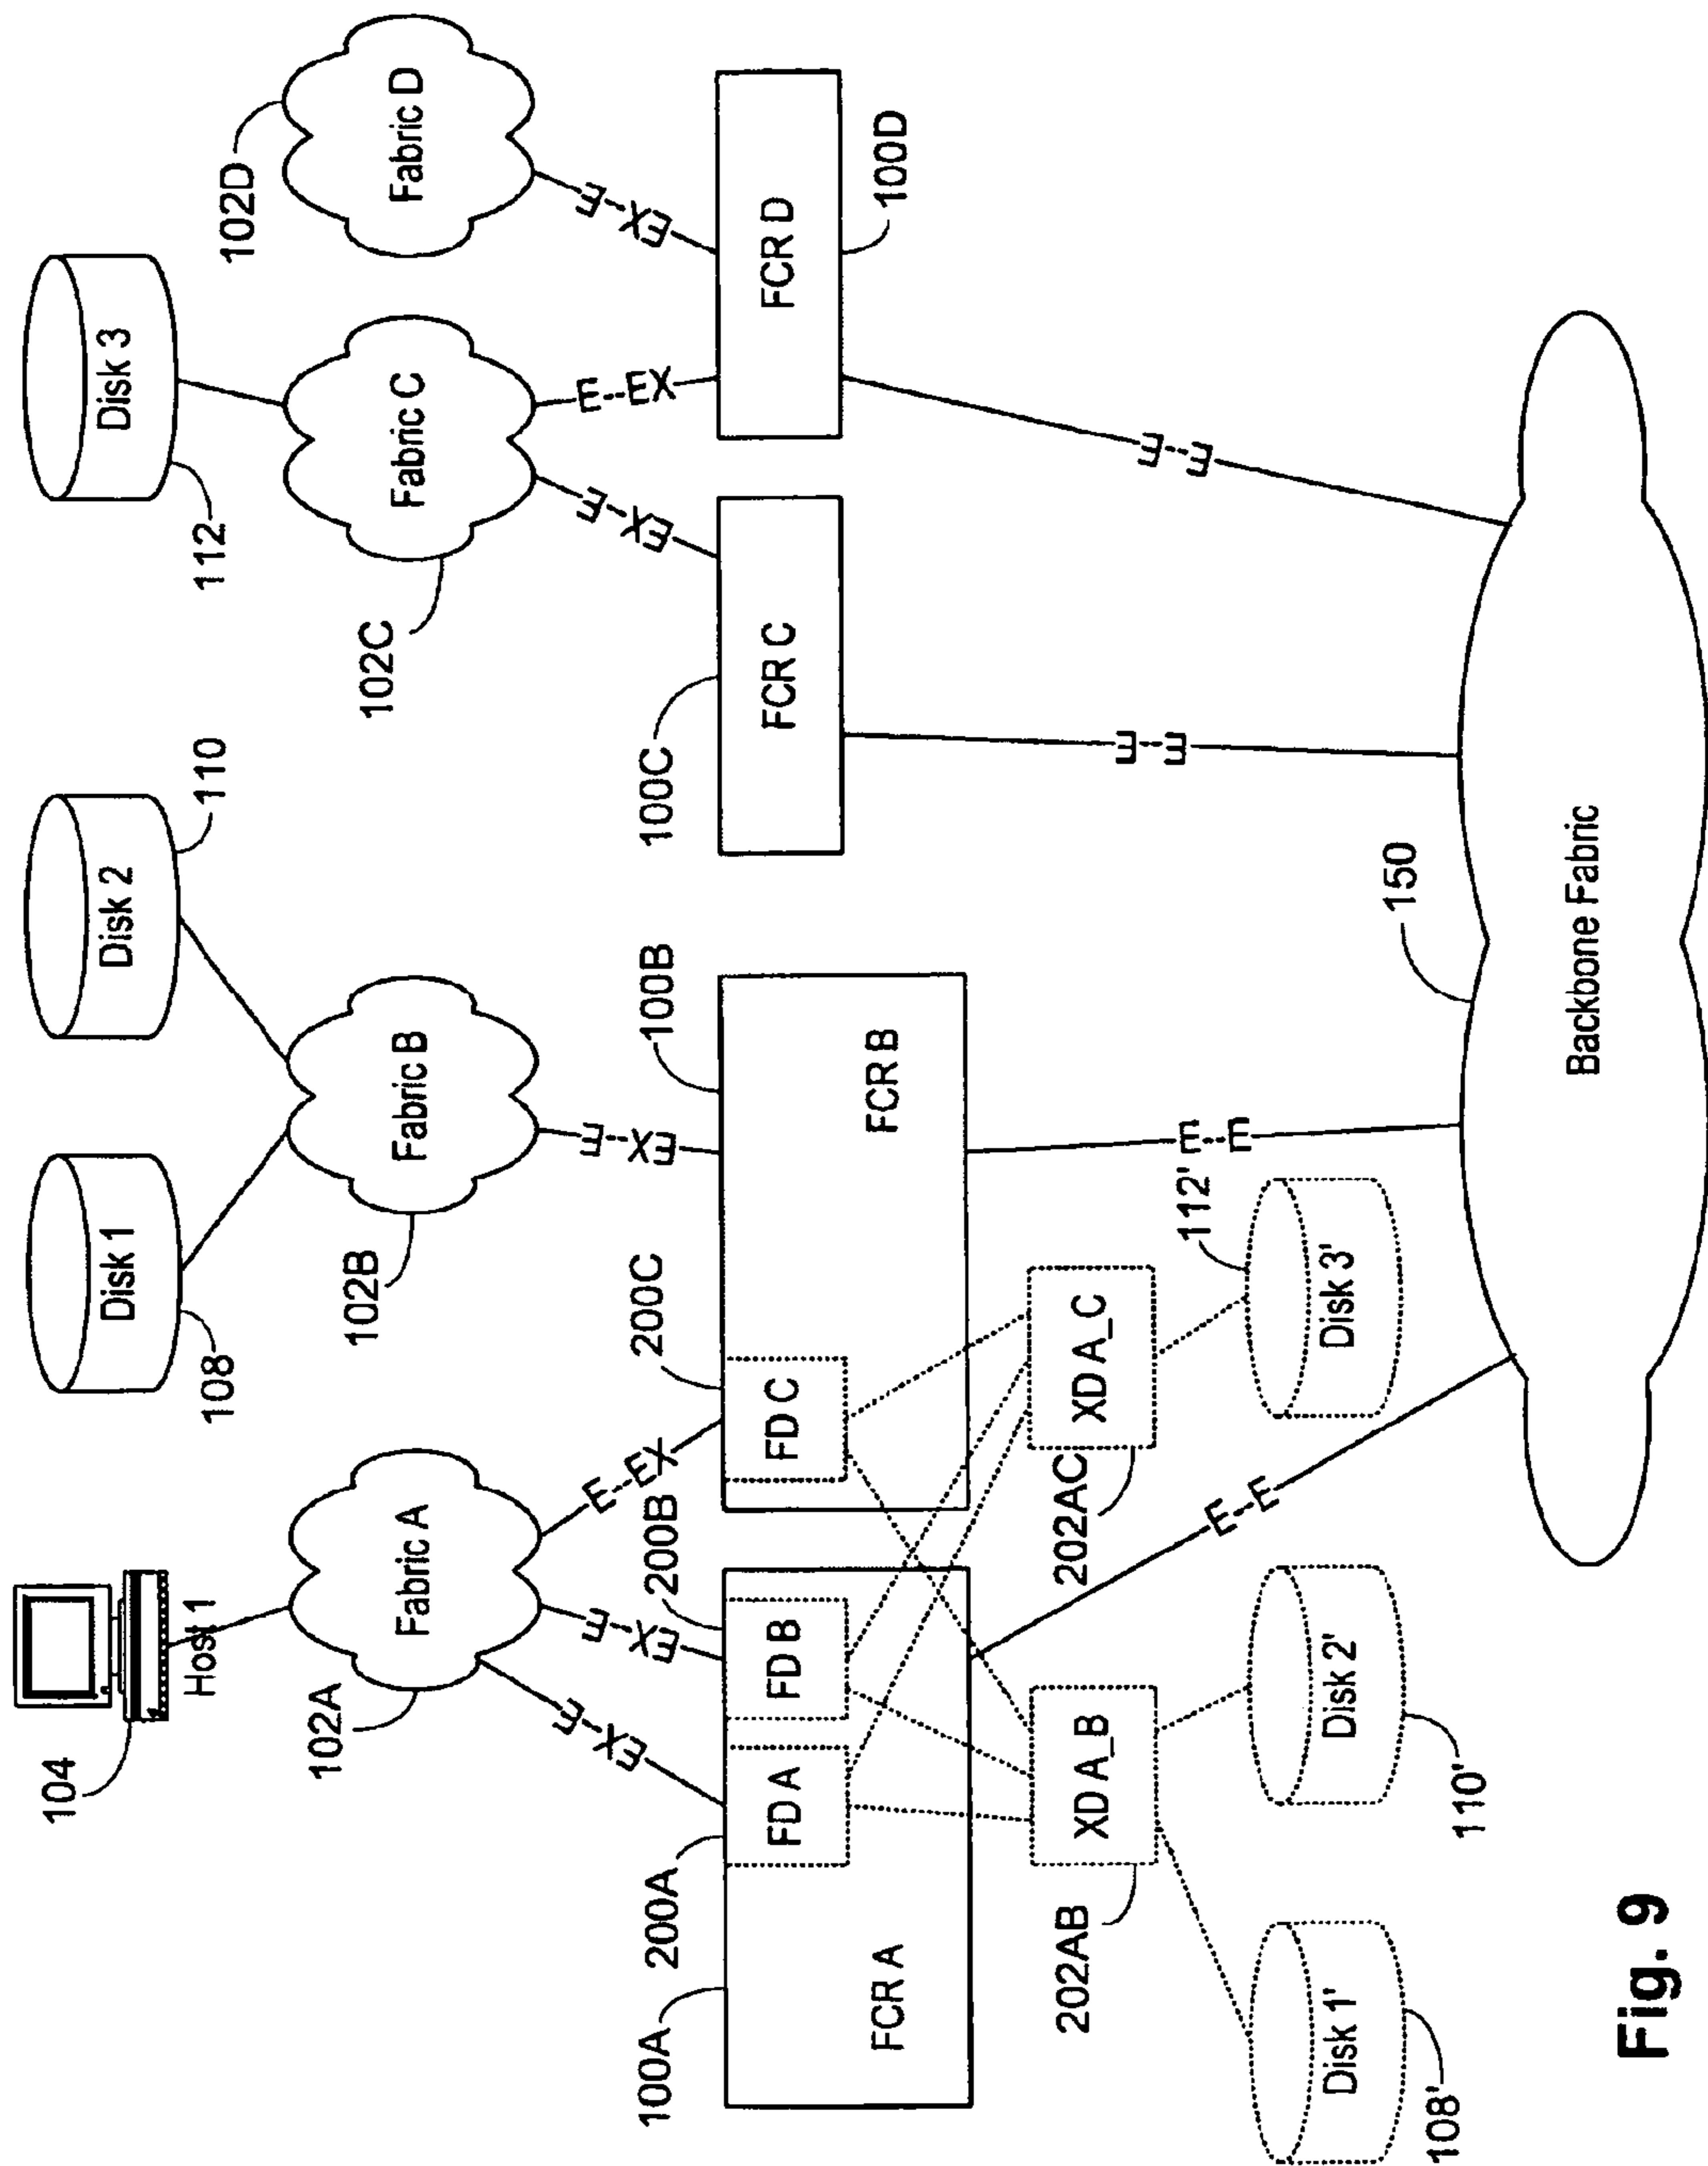 104
Host 1
Disk 1
108
Disk 2
110
Disk 3
112
102A
Fabric A
102B
Fabric B
102C
Fabric C
102D
Fabric D
E--EX
E--EX
E--EX
E--EX
E--EX
E--EX
E--EX
100A
200A
200B
200C
100B
100C
100D
FD A
FD B
FD C
FCR A
FCR B
FCR C
FCR D
202AB
XD A_B
202AC
XD A_C
E--E
E--E
E--E
E--E
108'
Disk 1'
110'
Disk 2'
112'
Disk 3'
150
Backbone Fabric
Fig. 9